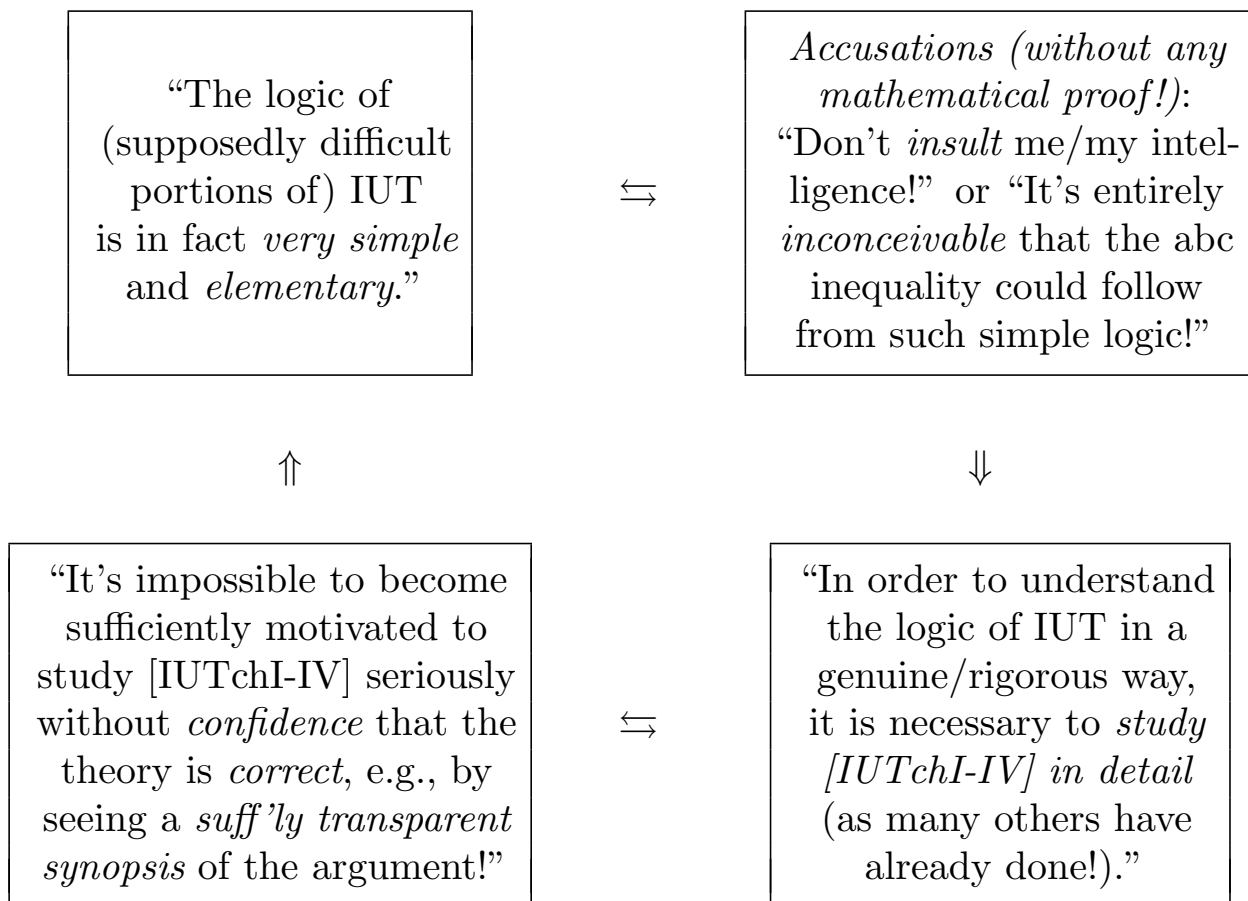 “The logic of
(supposedly difficult
portions of) IUT
is in fact very simple
and elementary.”
⇆
Accusations (without any
mathematical proof!):
“Don't insult me/my intel-
ligence!” or “It's entirely
inconceivable that the abc
inequality could follow
from such simple logic!”
⇑
⇓
“It's impossible to become
sufficiently motivated to
study [IUTchI-IV] seriously
without confidence that the
theory is correct, e.g., by
seeing a suff'ly transparent
synopsis of the argument!”
⇆
“In order to understand
the logic of IUT in a
genuine/rigorous way,
it is necessary to study
[IUTchI-IV] in detail
(as many others have
already done!).”